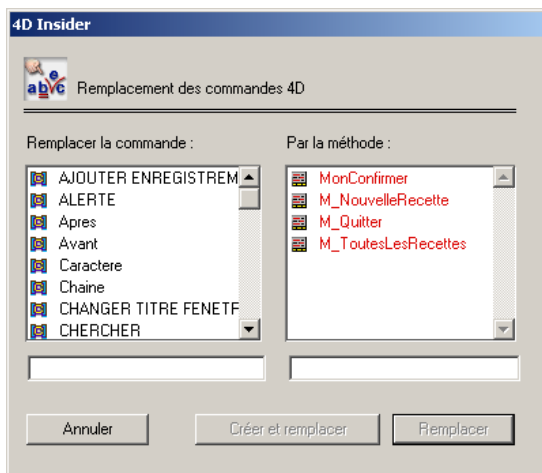 4D Insider
abc
Remplacement des commandes 4D
Remplacer la commande :
Par la méthode :
AJOUTER ENREGISTREM
ALERTE
Apres
Avant
Caractere
Chaine
CHANGER TITRE FENETF
CHERCHER
MonConfirmer
M_NouvelleRecette
M_Quitter
M_ToutesLesRecettes
Annuler
Créer et remplacer
Remplacer